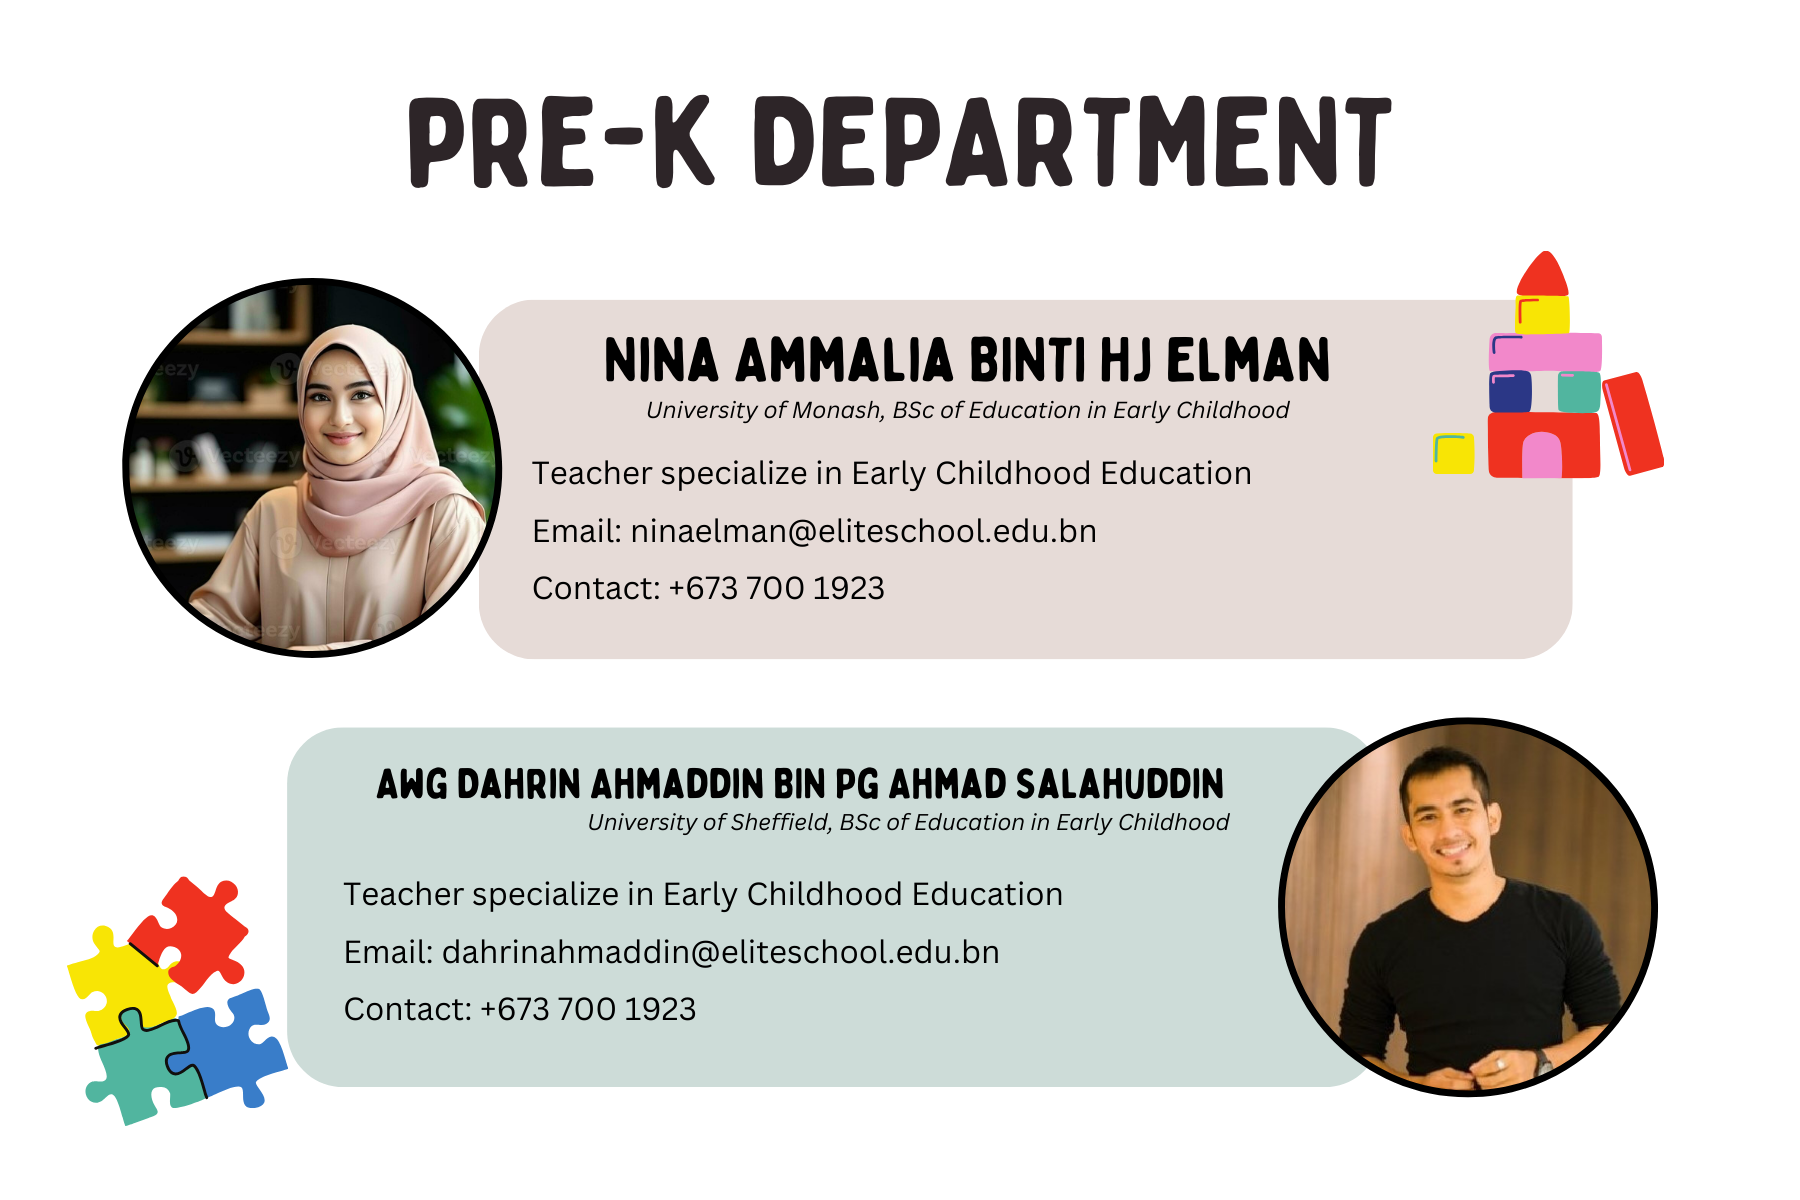 PRE-K DEPARTMENT
NINA AMMALIA BINTI HJ ELMAN
University of Monash, BSc of Education in Early Childhood
Teacher specialize in Early Childhood Education
Email: ninaelman@eliteschool.edu.bn
Contact: +673 700 1923
Vecteezy
AWG DAHRIN AHMADDIN BIN PG AHMAD SALAHUDDIN
University of Sheffield, BSc of Education in Early Childhood
Teacher specialize in Early Childhood Education
Email: dahrinahmaddin@eliteschool.edu.bn
Contact: +673 700 1923